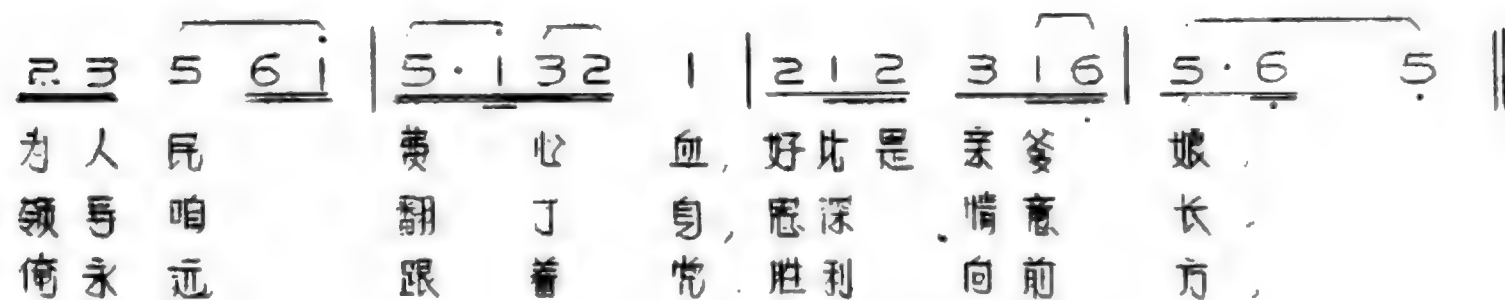 2 3 5 6 i | 5 · i 3 2 1 | 2 1 2 3 1 6 | 5 · 6 5 ‖
为人民 费心血,好比是亲爹娘,
领导咱 翻了身,恩深情意长,
俺永远 跟着党 胜利向前方,